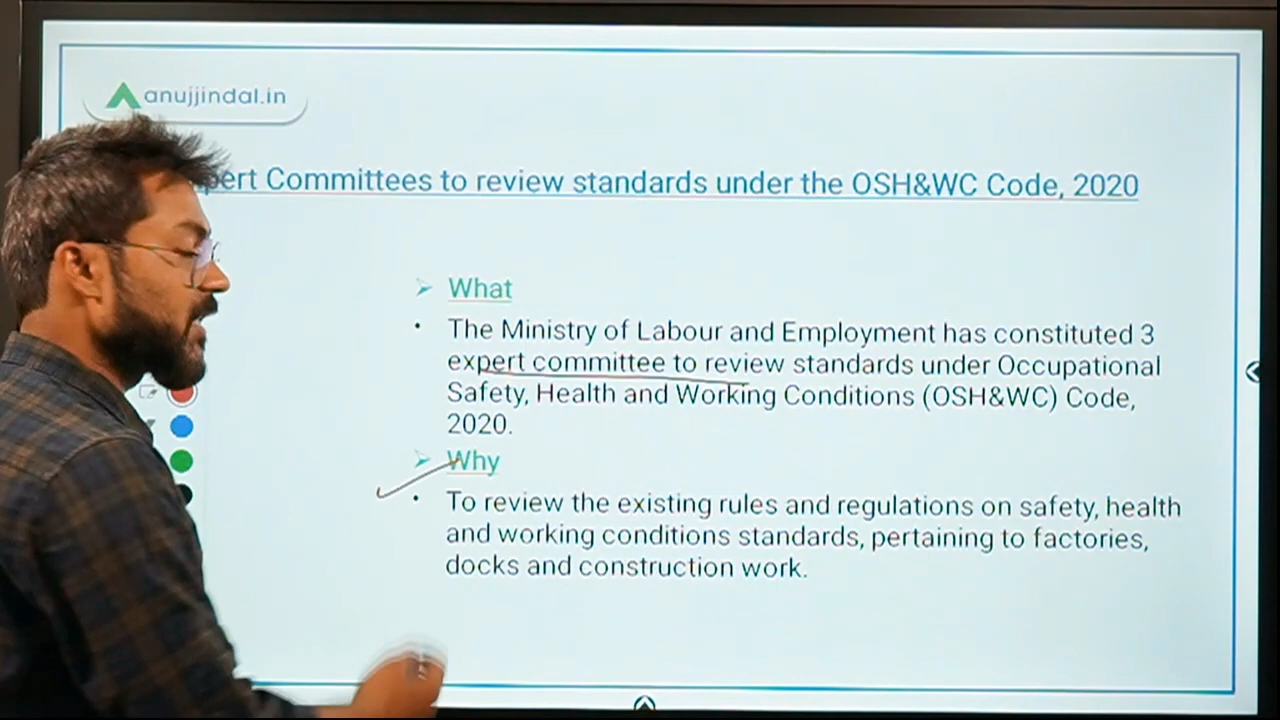 anujjindal.in
pert Committees to review standards under the OSH&WC Code, 2020
What
The Ministry of Labour and Employment has constituted 3
expert committee to review standards under Occupational
Safety, Health and Working Conditions (OSH&WC) Code,
2020.
Why
To review the existing rules and regulations on safety, health
and working conditions standards, pertaining to factories,
docks and construction work.